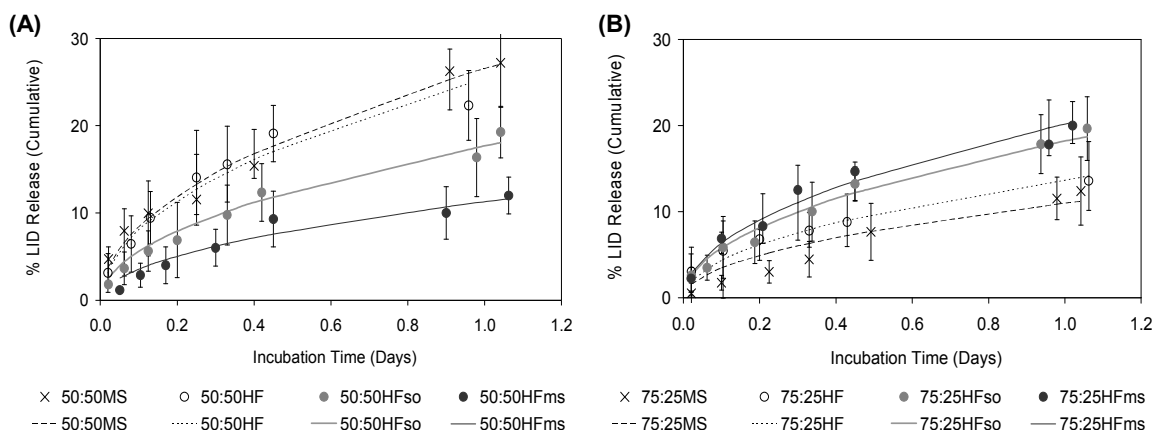 (A)
(B)
% LID Release (Cumulative)
30
20
10
0
0.0 0.2 0.4 0.6 0.8 1.0 1.2
Incubation Time (Days)
50:50MS 50:50HF 50:50HFso 50:50HFms
50:50MS 50:50HF 50:50HFso 50:50HFms
% LID Release (Cumulative)
30
20
10
0
0.0 0.2 0.4 0.6 0.8 1.0 1.2
Incubation Time (Days)
75:25MS 75:25HF 75:25HFso 75:25HFms
75:25MS 75:25HF 75:25HFso 75:25HFms